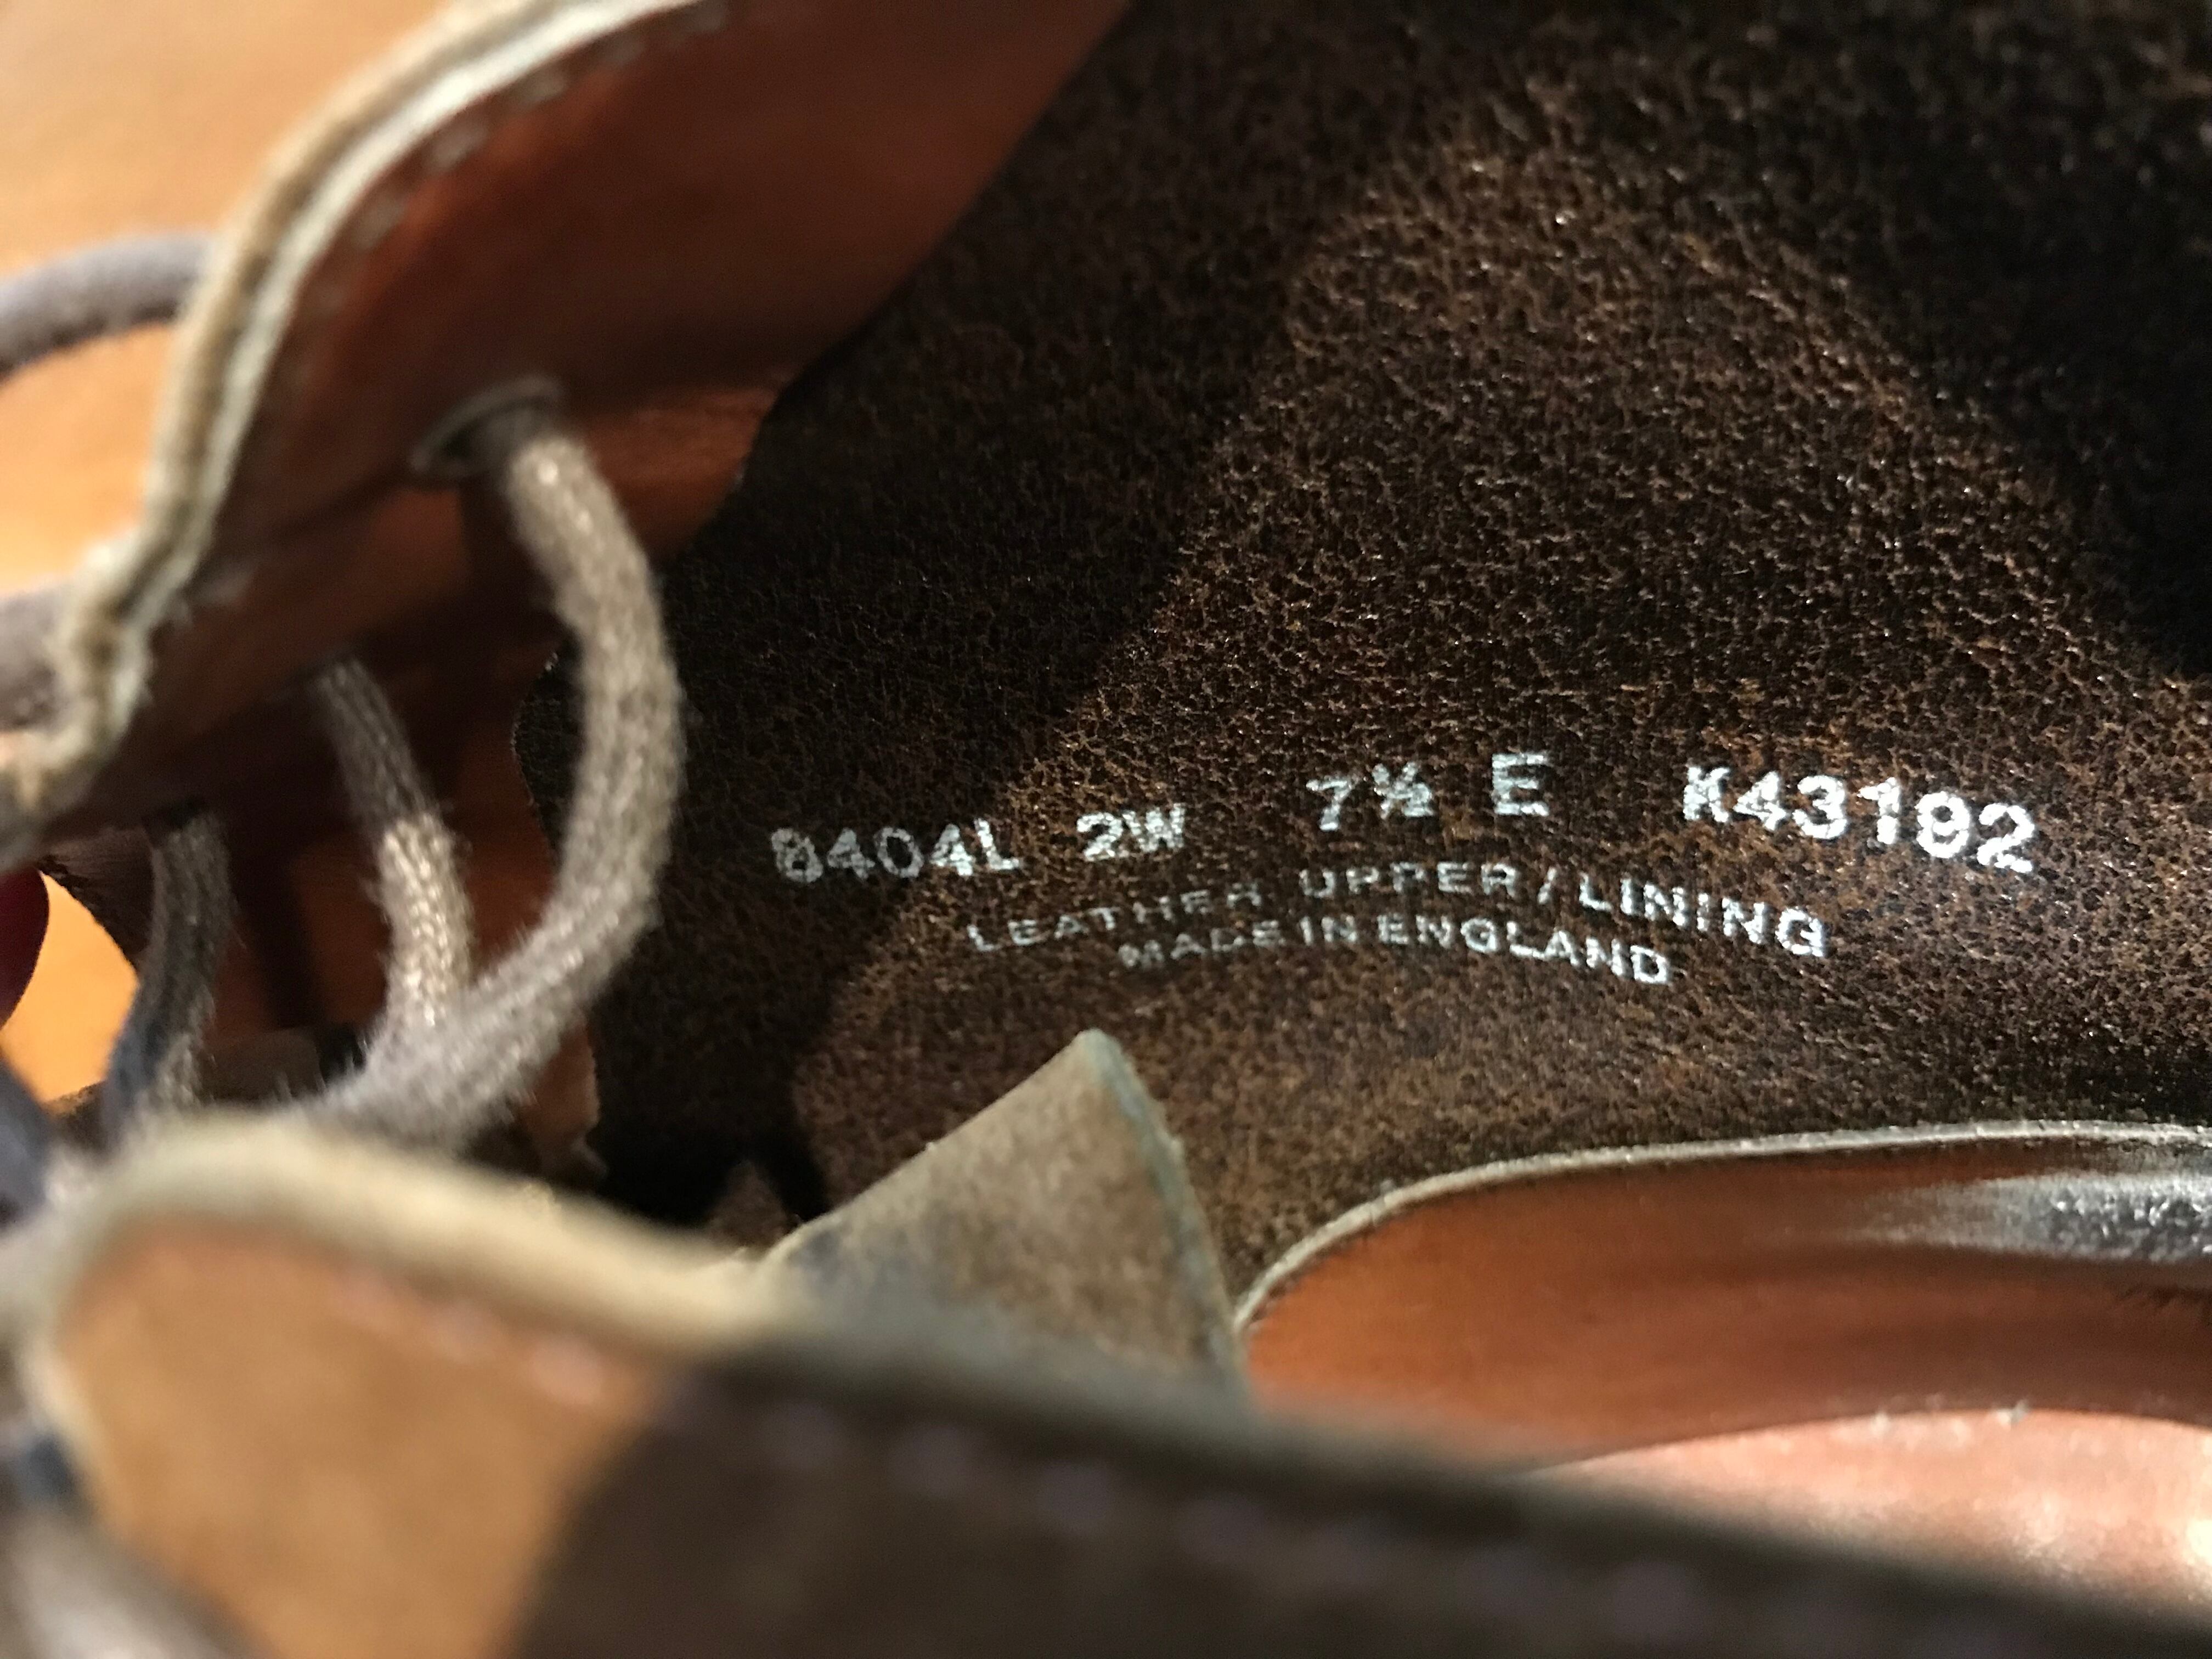 8404L 2W 7½ E K43192
LEATHER UPPER/LINING
MADE IN ENGLAND